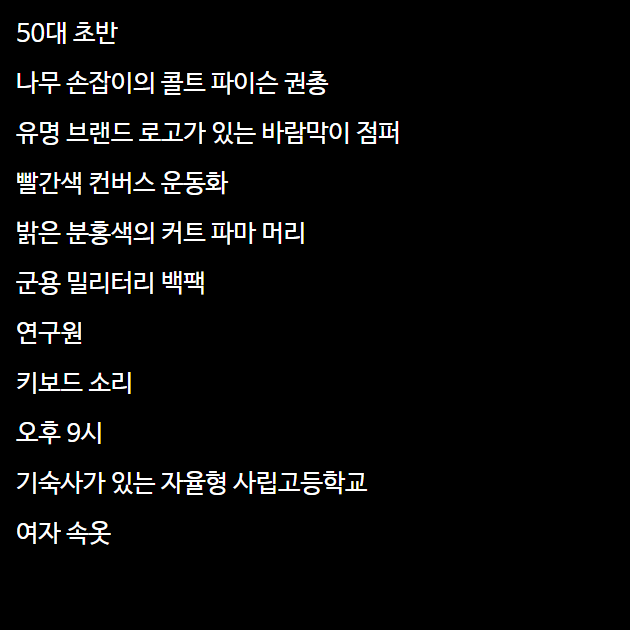 50대 초반
나무 손잡이의 콜트 파이슨 권총
유명 브랜드 로고가 있는 바람막이 점퍼
빨간색 컨버스 운동화
밝은 분홍색의 커트 파마 머리
군용 밀리터리 백팩
연구원
키보드 소리
오후 9시
기숙사가 있는 자율형 사립고등학교
여자 속옷